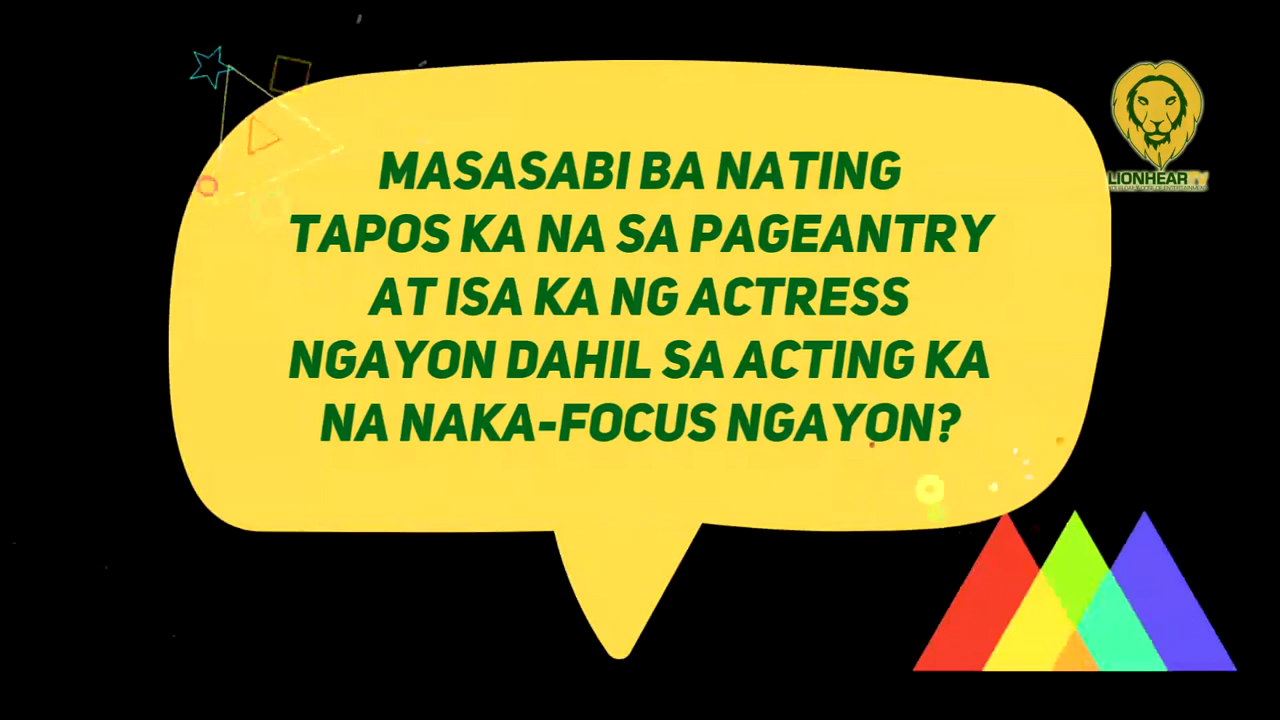 MASASABI BA NATING
TAPOS KA NA SA PAGEANTRY
AT ISA KA NG ACTRESS
NGAYON DAHIL SA ACTING KA
NA NAKA-FOCUS NGAYON?
LIONHEARTV